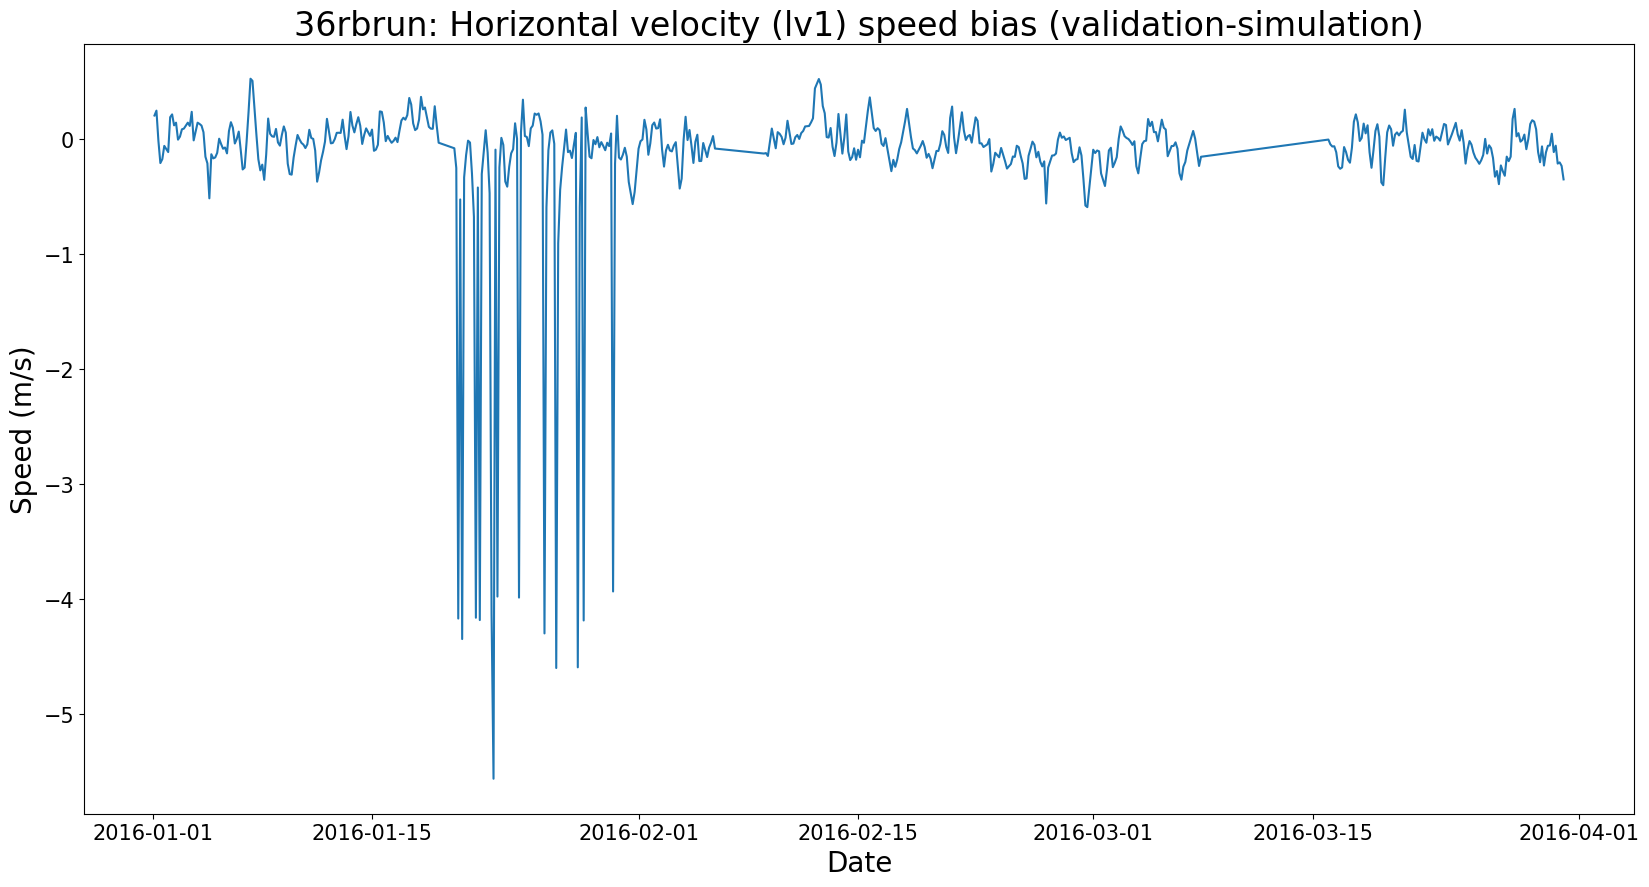 36rbrun: Horizontal velocity (lv1) speed bias (validation-simulation)
Speed (m/s)
0
−1
−2
−3
−4
−5
2016-01-01 2016-01-15 2016-02-01 2016-02-15 2016-03-01 2016-03-15 2016-04-01
Date